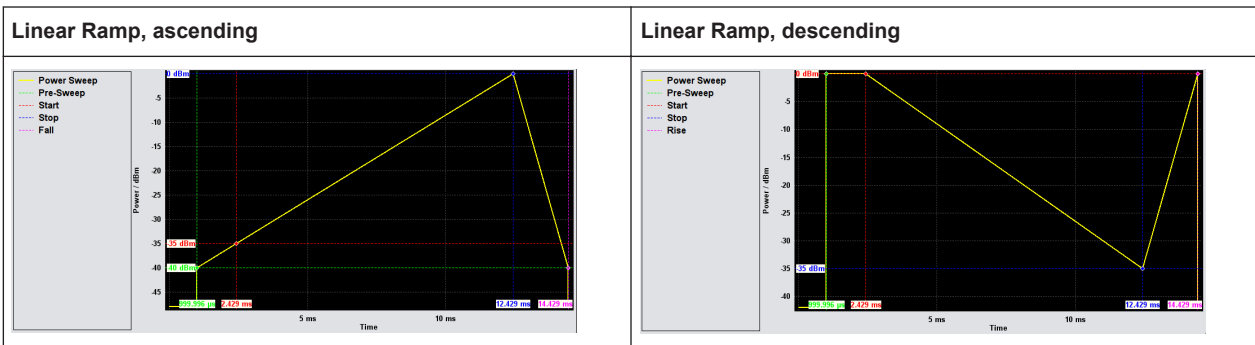 Linear Ramp, ascending
Linear Ramp, descending
Power Sweep
Pre-Sweep
Start
Stop
Fall
0 dBm
-5
-10
-15
-20
-25
-30
-35 dBm
-35
-40 dBm
-40
-45
Power / dBm
999.996 µs
2.429 ms
12.429 ms
14.429 ms
5 ms
10 ms
Time
Power Sweep
Pre-Sweep
Start
Stop
Rise
0 dBm
-5
-10
-15
-20
-25
-30
-35 dBm
-35
-40
Power / dBm
999.996 µs
2.429 ms
12.429 ms
14.429 ms
5 ms
10 ms
Time